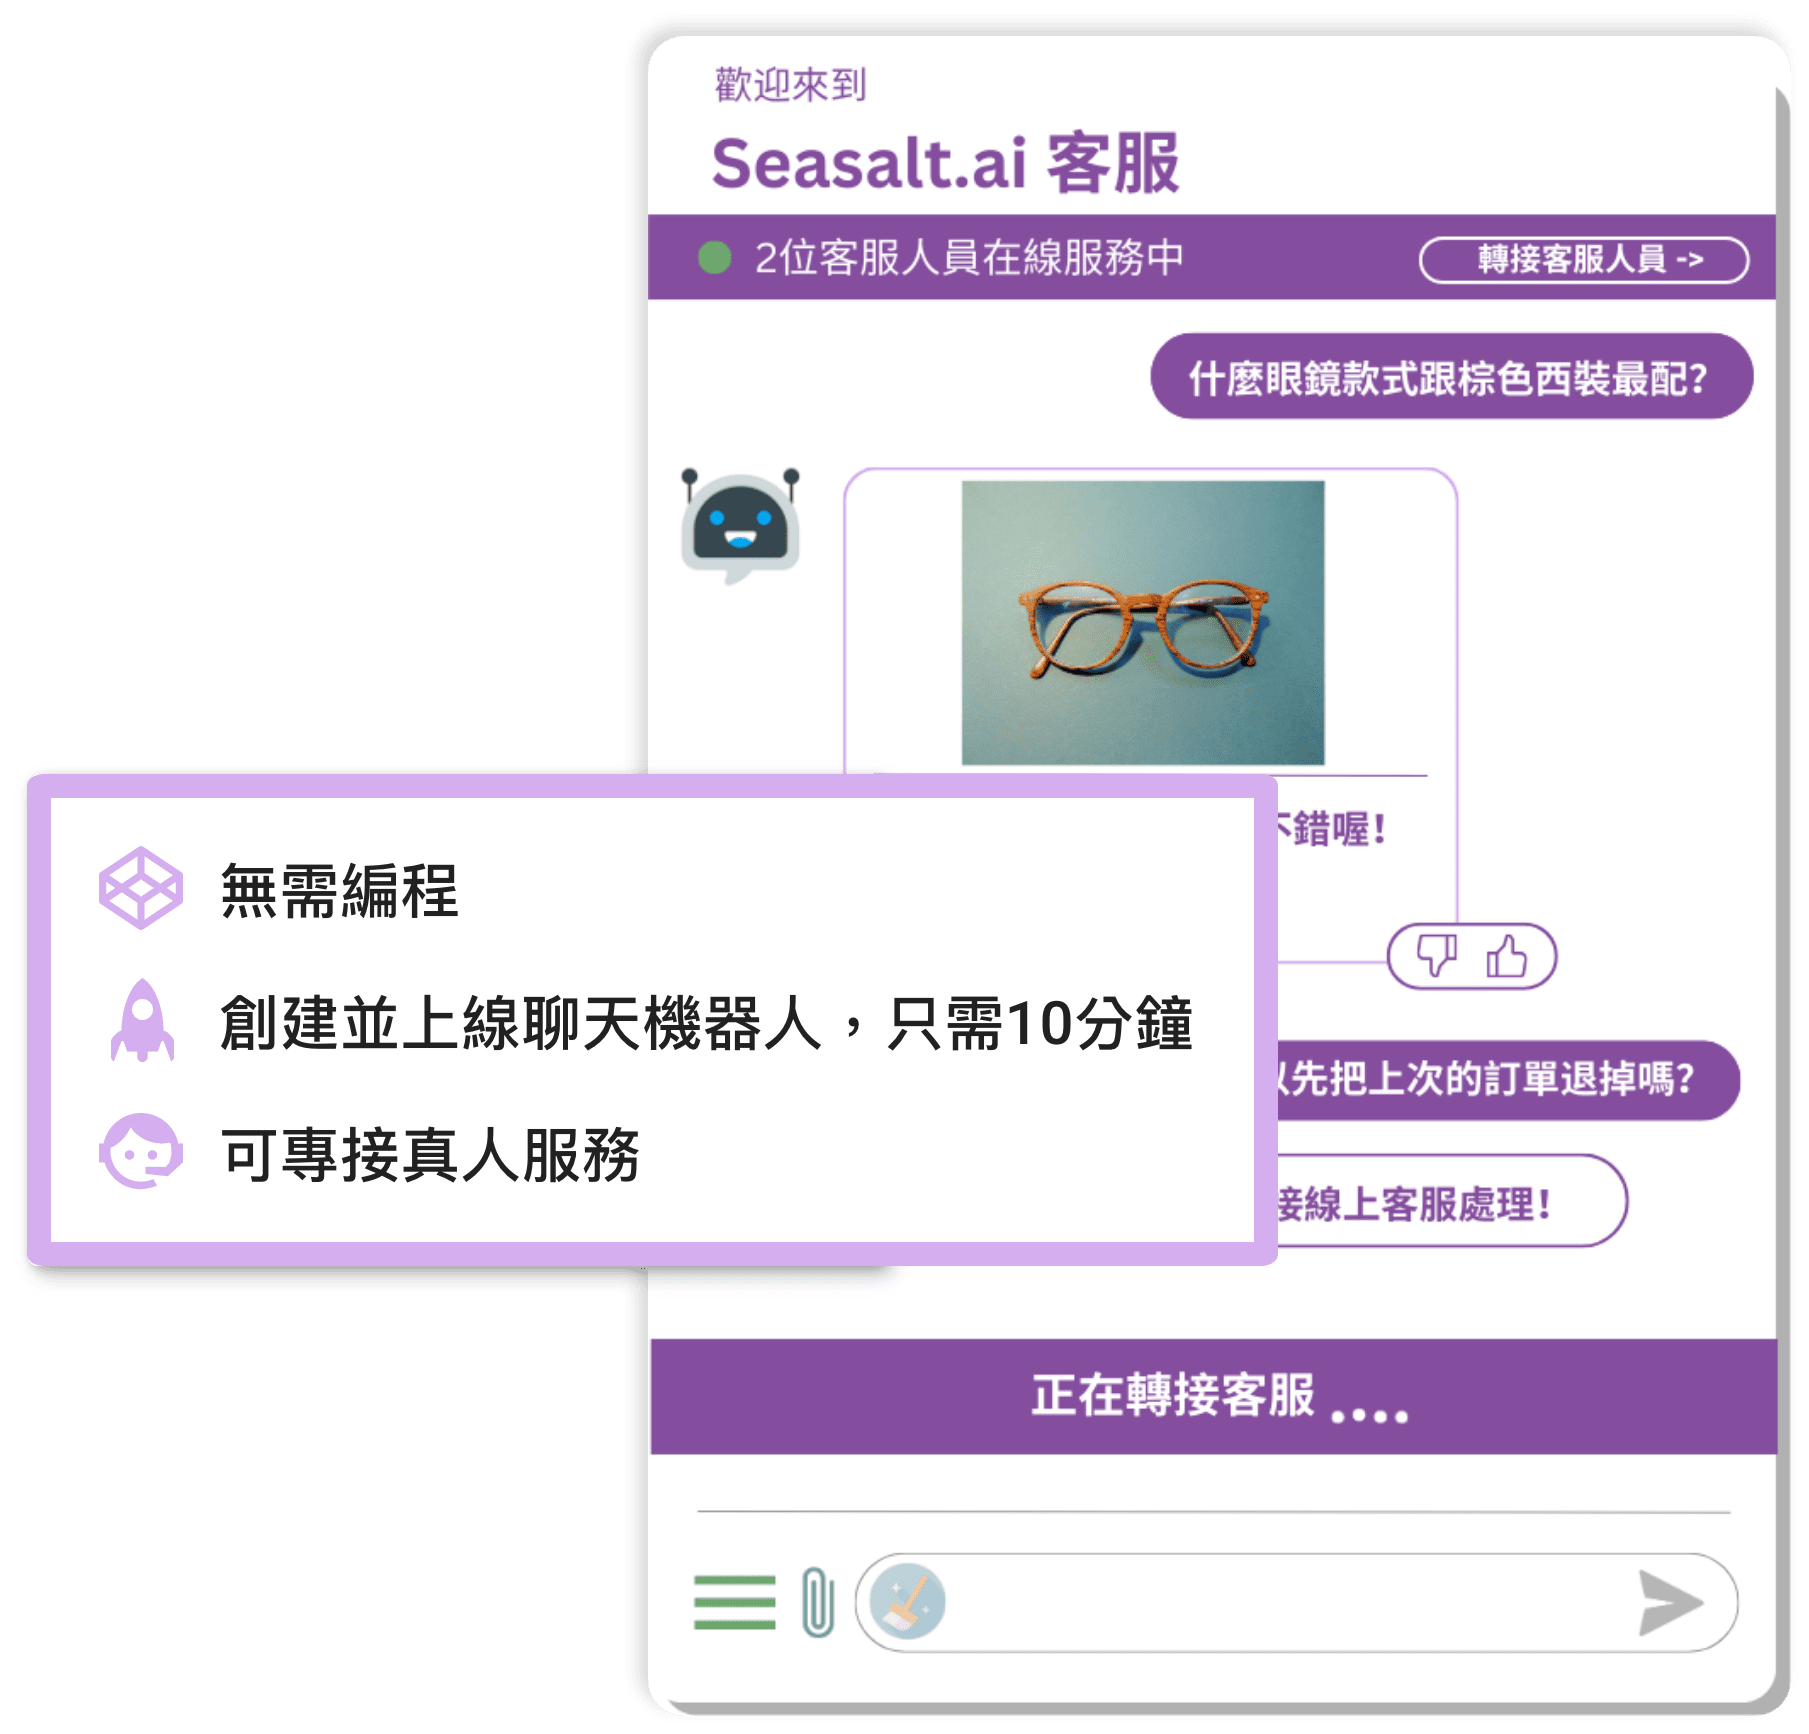 歡迎來到
Seasalt.ai 客服
2位客服人員在線服務中
轉接客服人員 ->
什麼眼鏡款式跟棕色西裝最配?
不錯喔!
無需編程
創建並上線聊天機器人，只需10分鐘
可專接真人服務
以先把上次的訂單退掉嗎?
接線上客服處理!
正在轉接客服 ....